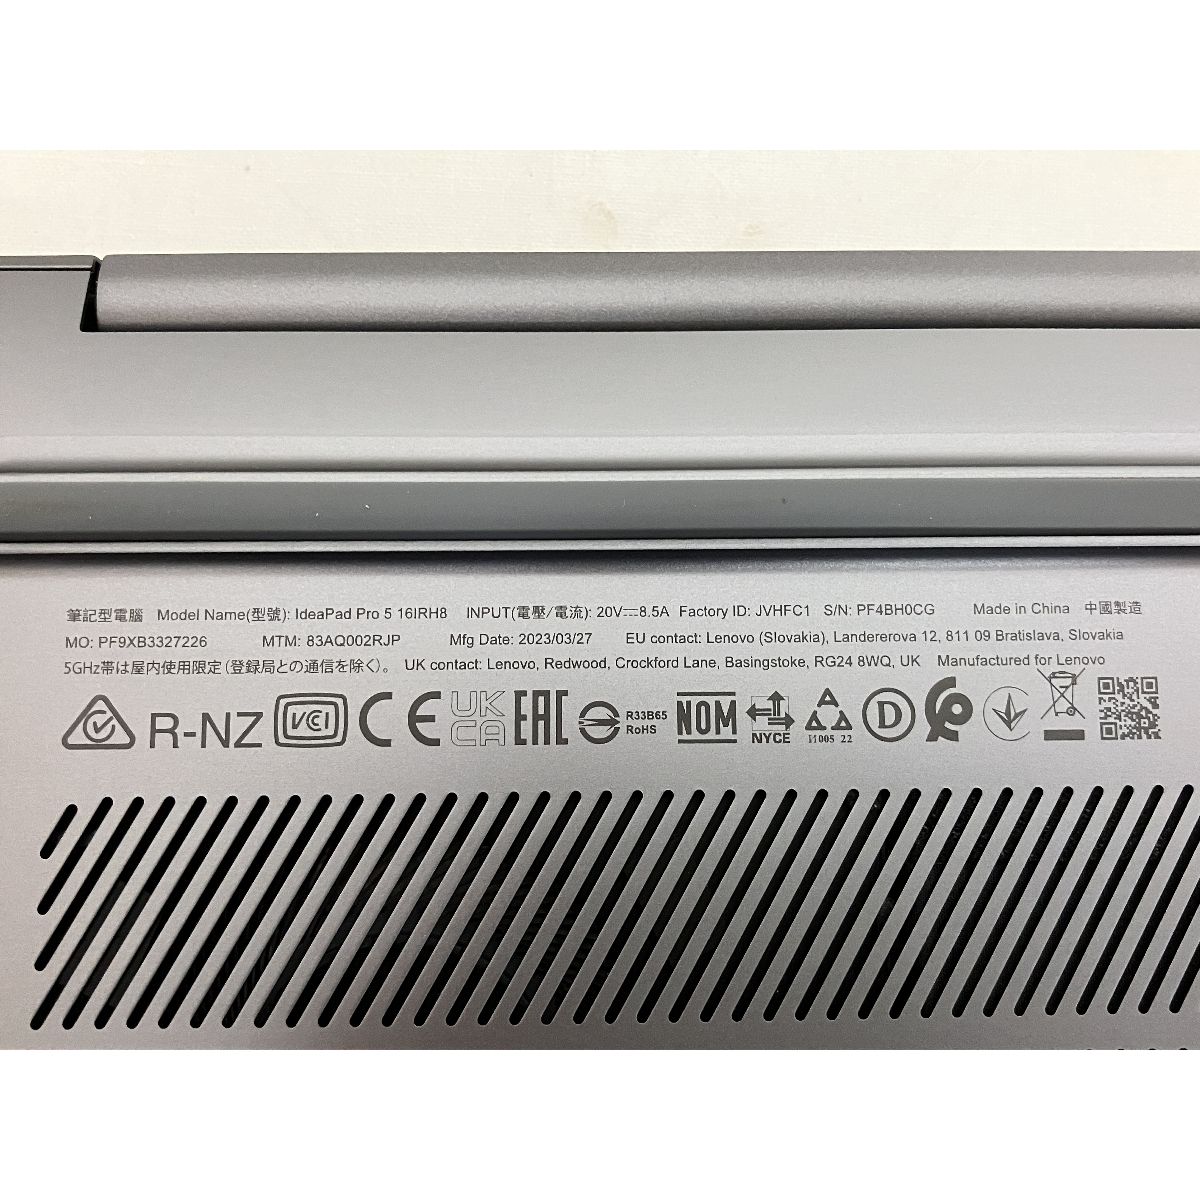 筆記型電腦 Model Name(型號): IdeaPad Pro 5 16IRH8 INPUT(電壓/電流): 20V⎓8.5A Factory ID: JVHFC1 S/N: PF4BH0CG Made in China 中國製造
MO: PF9XB3327226 MTM: 83AQ002RJP Mfg Date: 2023/03/27 EU contact: Lenovo (Slovakia), Landererova 12, 811 09 Bratislava, Slovakia
5GHz帯は屋内使用限定(登録局との通信を除く)。 UK contact: Lenovo, Redwood, Crockford Lane, Basingstoke, RG24 8WQ, UK Manufactured for Lenovo
R-NZ VCCI CE UKCA EAC R33B65 RoHS NOM NYCE 11005 22 D